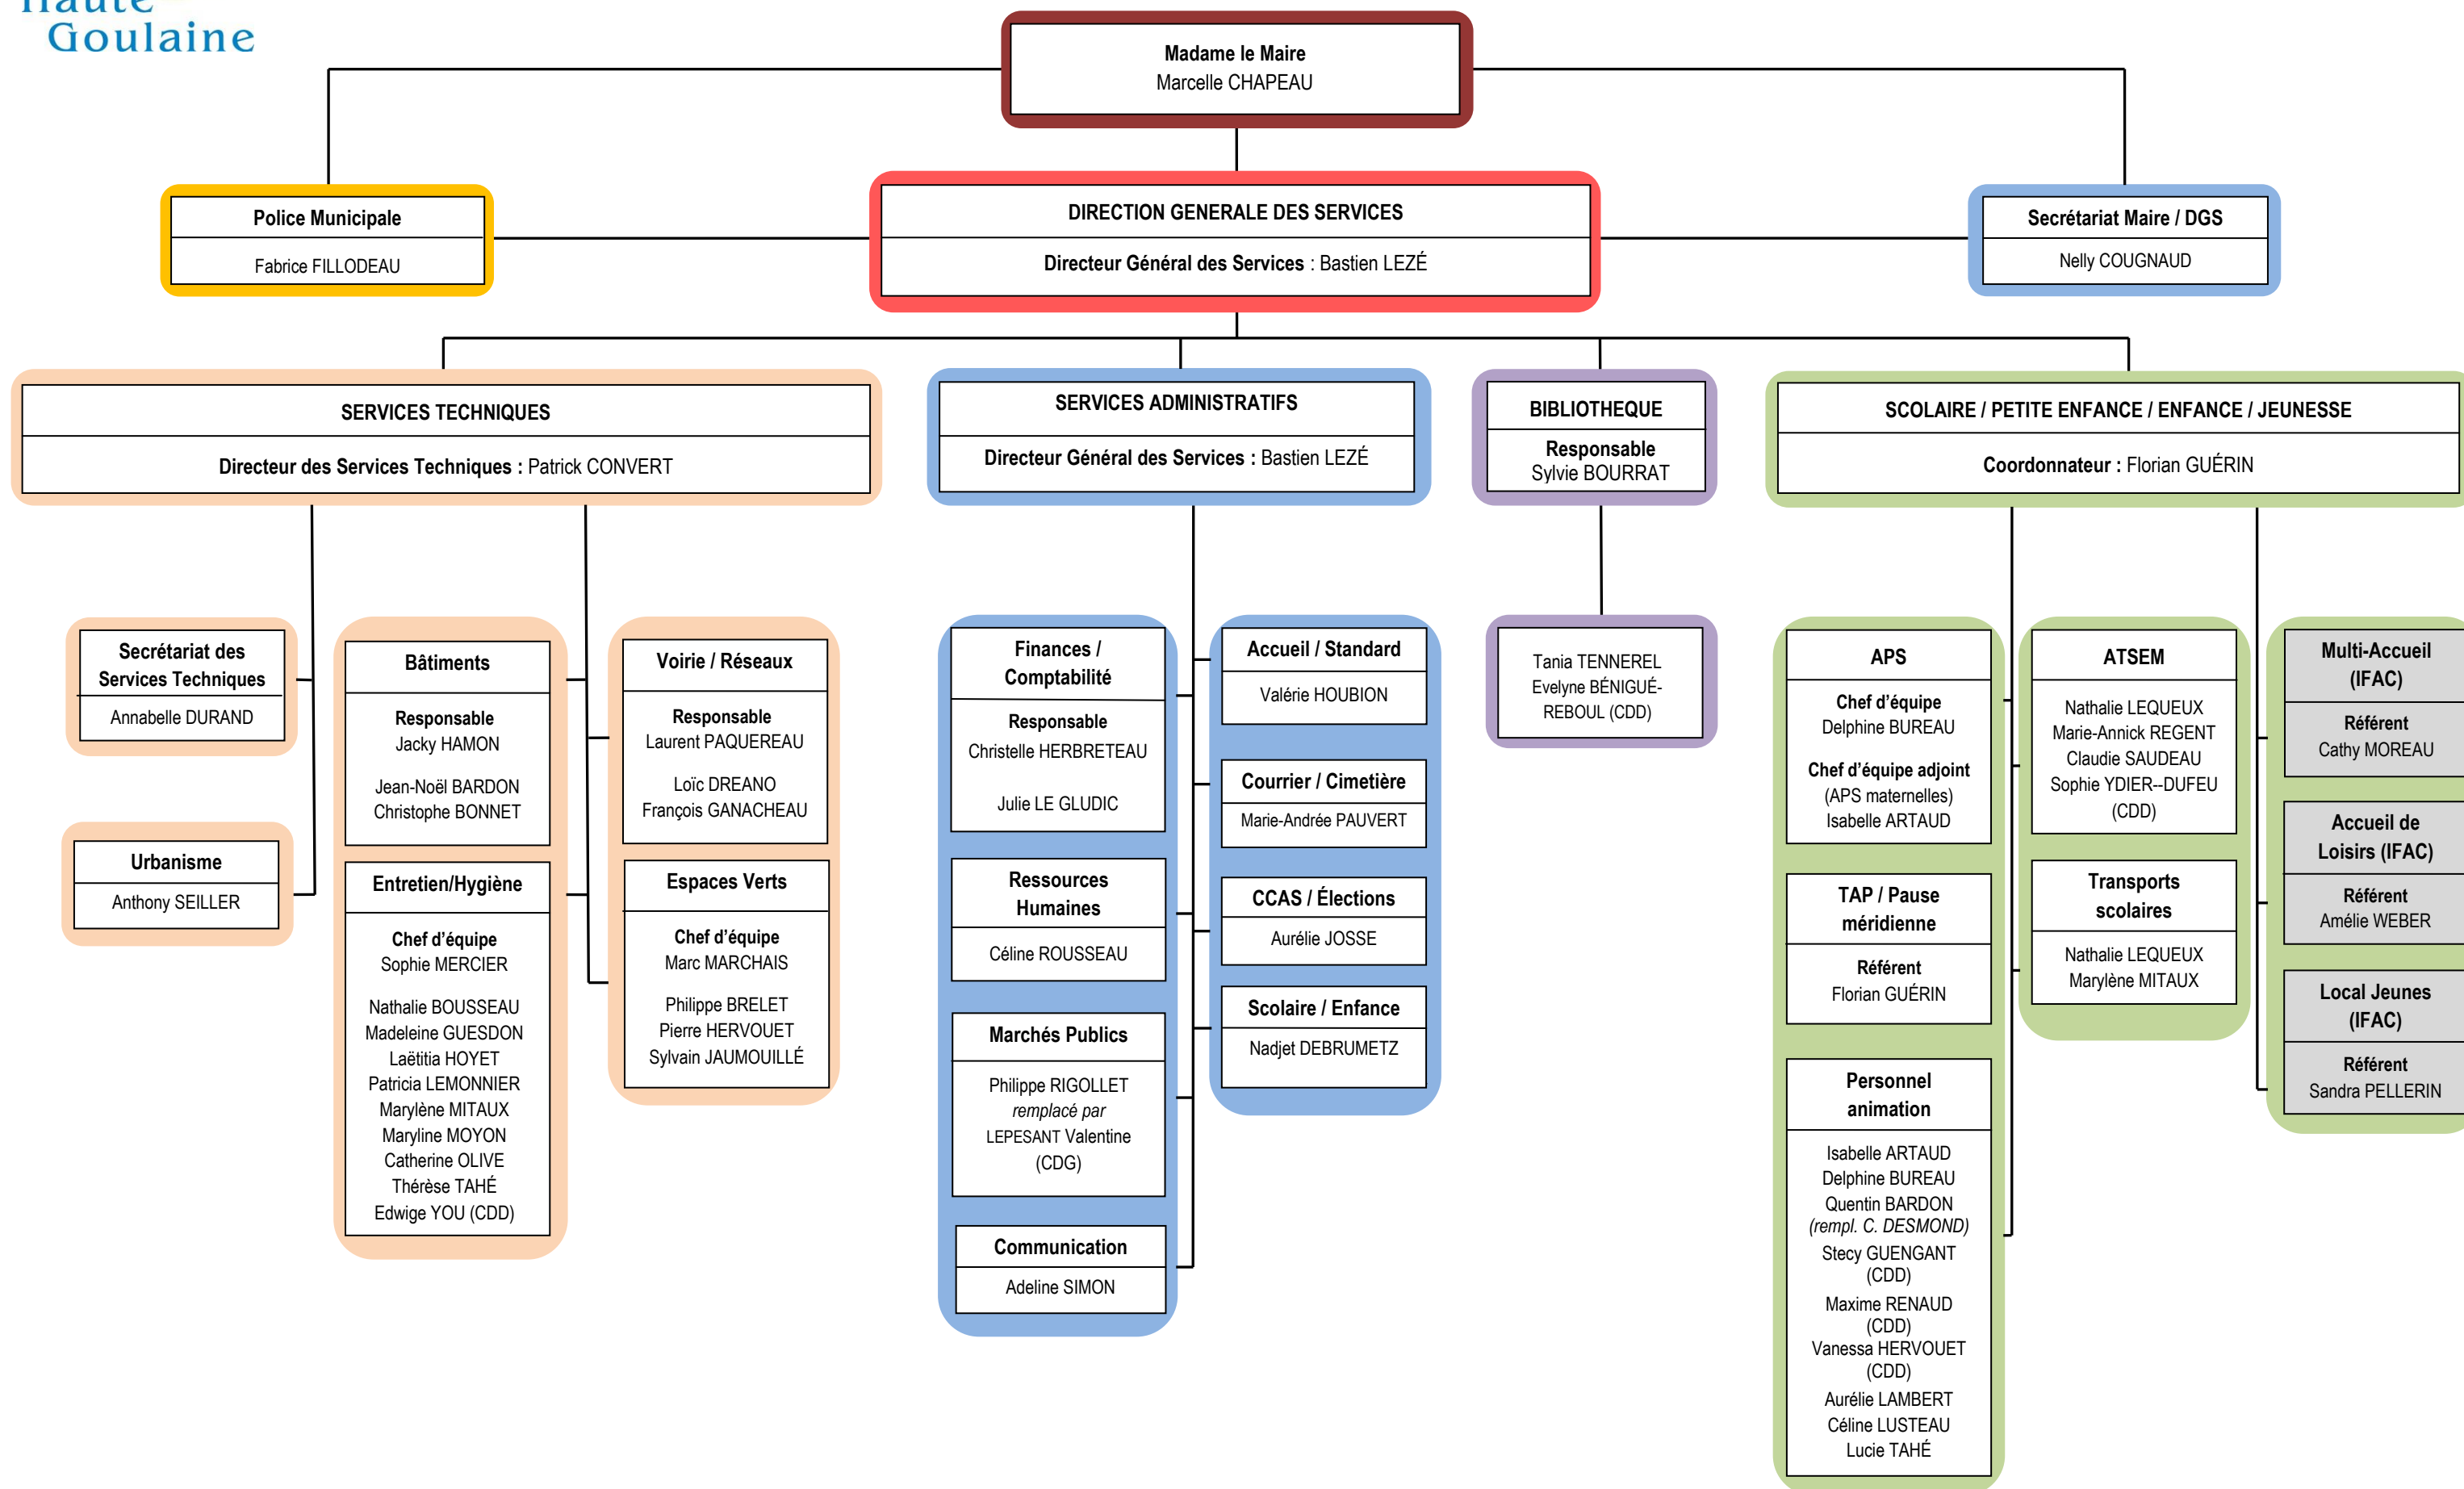 Haute
Goulaine
Madame le Maire
Marcelle CHAPEAU
Police Municipale
Fabrice FILLODEAU
DIRECTION GENERALE DES SERVICES
Directeur Général des Services : Bastien LEZÉ
Secrétariat Maire / DGS
Nelly COUGNAUD
SERVICES TECHNIQUES
Directeur des Services Techniques : Patrick CONVERT
SERVICES ADMINISTRATIFS
Directeur Général des Services : Bastien LEZÉ
BIBLIOTHEQUE
Responsable
Sylvie BOURRAT
SCOLAIRE / PETITE ENFANCE / ENFANCE / JEUNESSE
Coordonnateur : Florian GUÉRIN
Secrétariat des
Services Techniques
Annabelle DURAND
Urbanisme
Anthony SEILLER
Bâtiments
Responsable
Jacky HAMON
Jean-Noël BARDON
Christophe BONNET
Entretien/Hygiène
Chef d’équipe
Sophie MERCIER
Nathalie BOUSSEAU
Madeleine GUESDON
Laëtitia HOYET
Patricia LEMONNIER
Marylène MITAUX
Maryline MOYON
Catherine OLIVE
Thérèse TAHÉ
Edwige YOU (CDD)
Voirie / Réseaux
Responsable
Laurent PAQUEREAU
Loïc DREANO
François GANACHEAU
Espaces Verts
Chef d’équipe
Marc MARCHAIS
Philippe BRELET
Pierre HERVOUET
Sylvain JAUMOUILLÉ
Finances /
Comptabilité
Responsable
Christelle HERBRETEAU
Julie LE GLUDIC
Ressources
Humaines
Céline ROUSSEAU
Marchés Publics
Philippe RIGOLLET
remplacé par
LEPESANT Valentine
(CDG)
Communication
Adeline SIMON
Accueil / Standard
Valérie HOUBION
Courrier / Cimetière
Marie-Andrée PAUVERT
CCAS / Élections
Aurélie JOSSE
Scolaire / Enfance
Nadjet DEBRUMETZ
Tania TENNEREL
Evelyne BÉNIGUÉ-
REBOUL (CDD)
APS
Chef d’équipe
Delphine BUREAU
Chef d’équipe adjoint
(APS maternelles)
Isabelle ARTAUD
TAP / Pause
méridienne
Référent
Florian GUÉRIN
Personnel
animation
Isabelle ARTAUD
Delphine BUREAU
Quentin BARDON
(rempl. C. DESMOND)
Stecy GUENGANT
(CDD)
Maxime RENAUD
(CDD)
Vanessa HERVOUET
(CDD)
Aurélie LAMBERT
Céline LUSTEAU
Lucie TAHÉ
ATSEM
Nathalie LEQUEUX
Marie-Annick REGENT
Claudie SAUDEAU
Sophie YDIER--DUFEU
(CDD)
Transports
scolaires
Nathalie LEQUEUX
Marylène MITAUX
Multi-Accueil
(IFAC)
Référent
Cathy MOREAU
Accueil de
Loisirs (IFAC)
Référent
Amélie WEBER
Local Jeunes
(IFAC)
Référent
Sandra PELLERIN